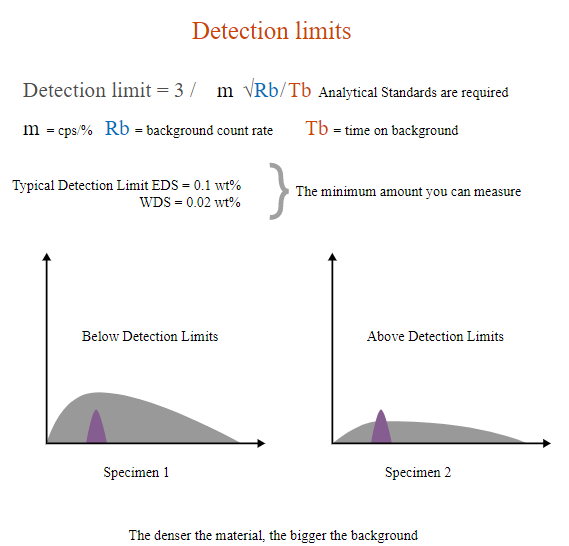 Detection limits
Detection limit = 3 / m √Rb/Tb Analytical Standards are required
m = cps/% Rb = background count rate Tb = time on background
Typical Detection Limit EDS = 0.1 wt%
WDS = 0.02 wt%
The minimum amount you can measure
Below Detection Limits
Above Detection Limits
Specimen 1
Specimen 2
The denser the material, the bigger the background